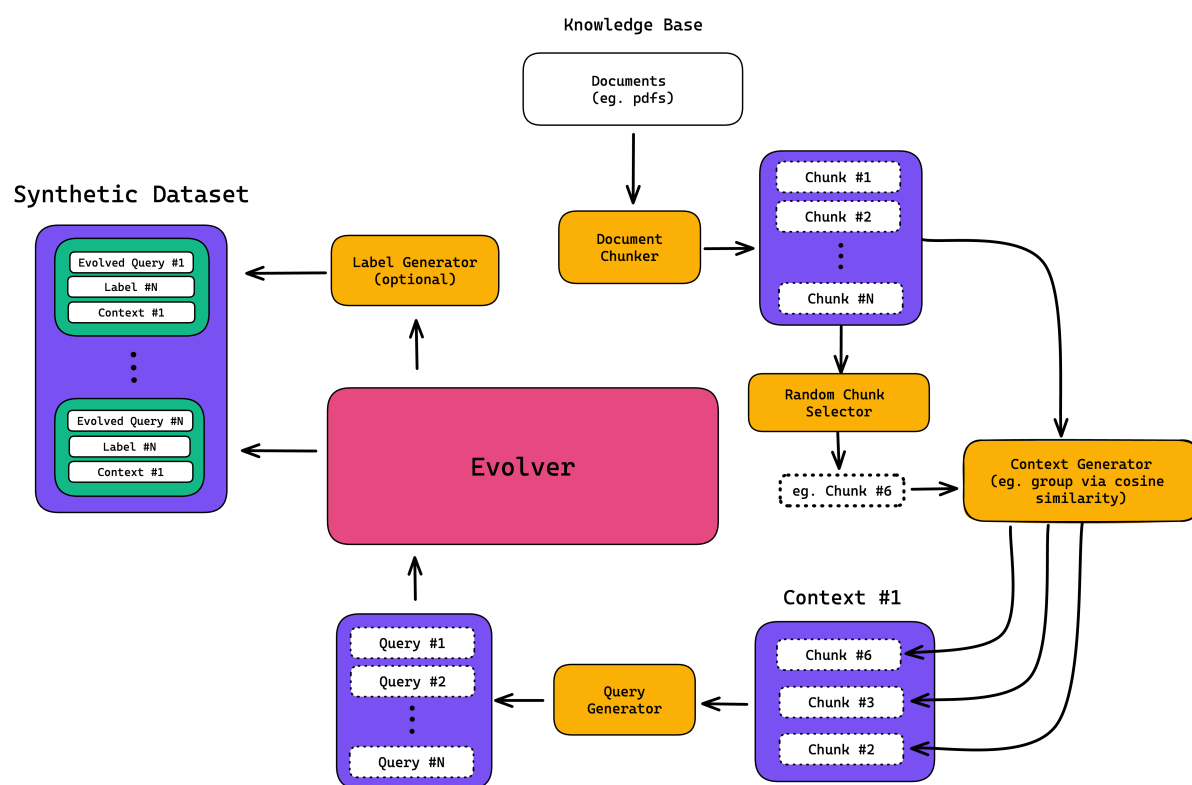 Knowledge Base
Documents
(eg. pdfs)
Document
Chunker
Chunk #1
Chunk #2
Chunk #N
Random Chunk
Selector
eg. Chunk #6
Context Generator
(eg. group via cosine
similarity)
Context #1
Chunk #6
Chunk #3
Chunk #2
Query
Generator
Query #1
Query #2
Query #N
Evolver
Label Generator
(optional)
Synthetic Dataset
Evolved Query #1
Label #N
Context #1
Evolved Query #N
Label #N
Context #1